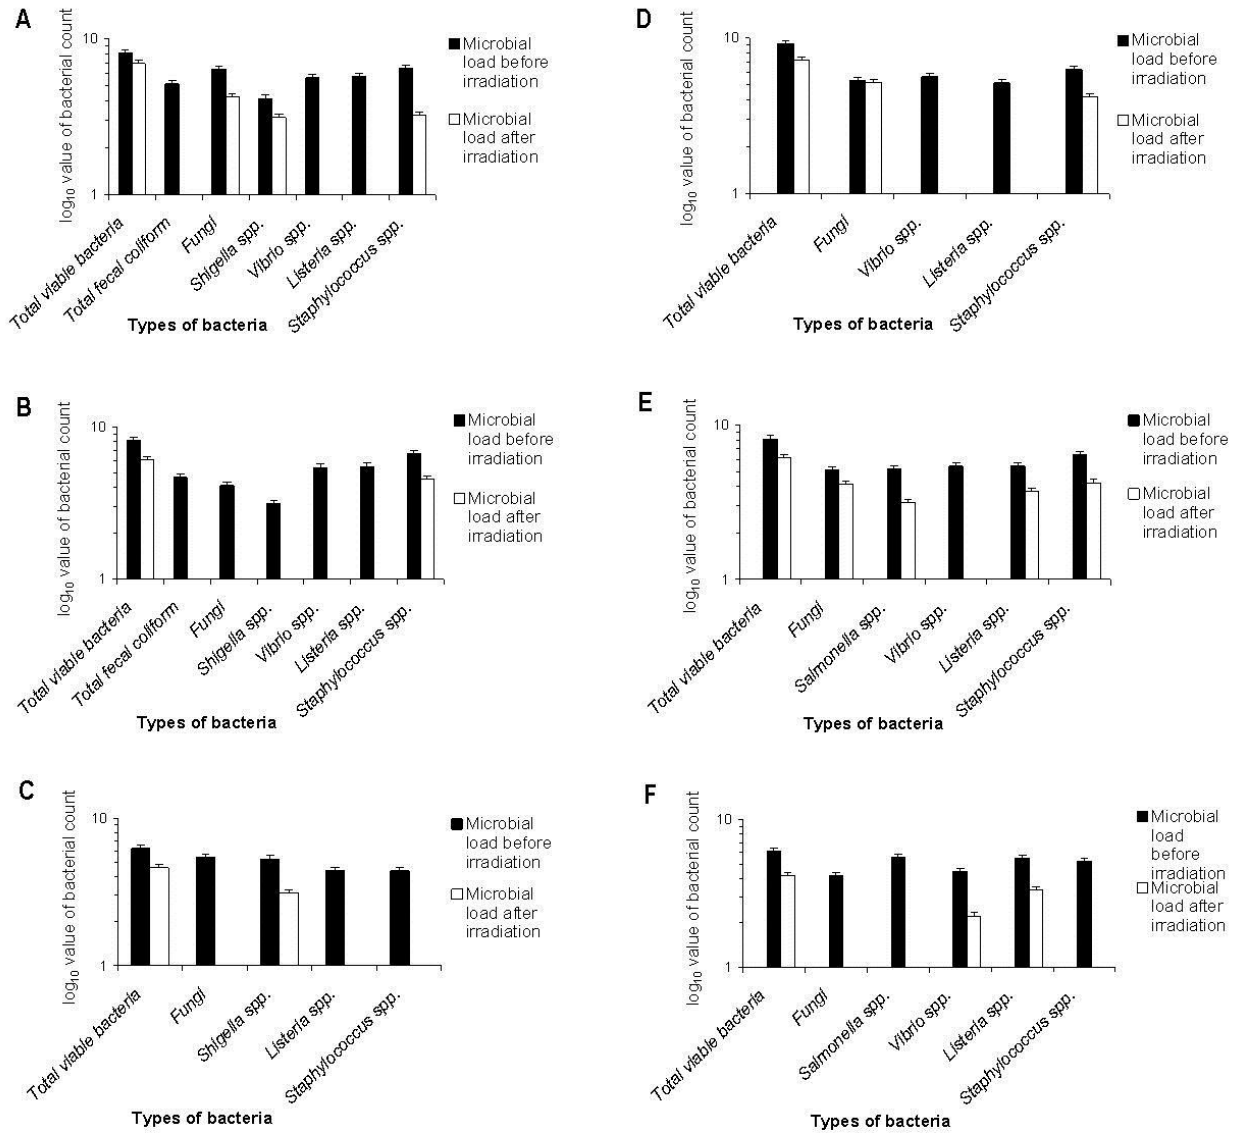 A
log10 value of bacterial count
10
1
Microbial
load before
irradiation
Microbial
load after
irradiation
Total viable bacteria
Total fecal coliform
Fungi
Shigella spp.
Vibrio spp.
Listeria spp.
Staphylococcus spp.
Types of bacteria
D
log10 value of bacterial count
10
1
Microbial
load before
irradiation
Microbial
load after
irradiation
Total viable bacteria
Fungi
Vibrio spp.
Listeria spp.
Staphylococcus spp.
Types of bacteria
B
log10 value of bacterial count
10
1
Microbial
load before
irradiation
Microbial
load after
irradiation
Total viable bacteria
Total fecal coliform
Fungi
Shigella spp.
Vibrio spp.
Listeria spp.
Staphylococcus spp.
Types of bacteria
E
log10 value of bacterial count
10
1
Microbial
load before
irradiation
Microbial
load after
irradiation
Total viable bacteria
Fungi
Salmonella spp.
Vibrio spp.
Listeria spp.
Staphylococcus spp.
Types of bacteria
C
log10 value of bacterial count
10
1
Microbial
load before
irradiation
Microbial
load after
irradiation
Total viable bacteria
Fungi
Shigella spp.
Listeria spp.
Staphylococcus spp.
Types of bacteria
F
log10 value of bacterial count
10
1
Microbial
load
before
irradiation
Microbial
load after
irradiation
Total viable bacteria
Fungi
Salmonella spp.
Vibrio spp.
Listeria spp.
Staphylococcus spp.
Types of bacteria